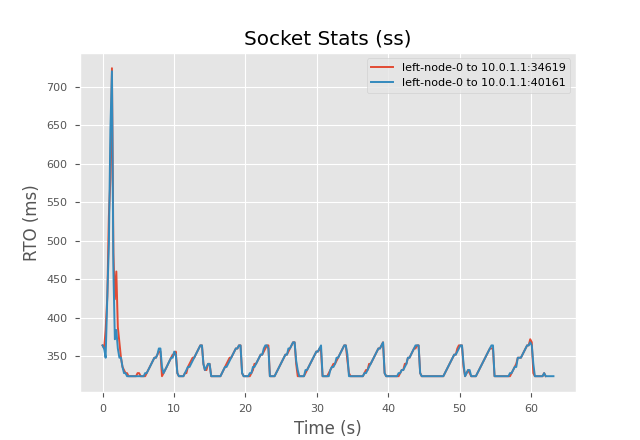 Socket Stats (ss)
left-node-0 to 10.0.1.1:34619
left-node-0 to 10.0.1.1:40161
RTO (ms)
700
650
600
550
500
450
400
350
0 10 20 30 40 50 60
Time (s)